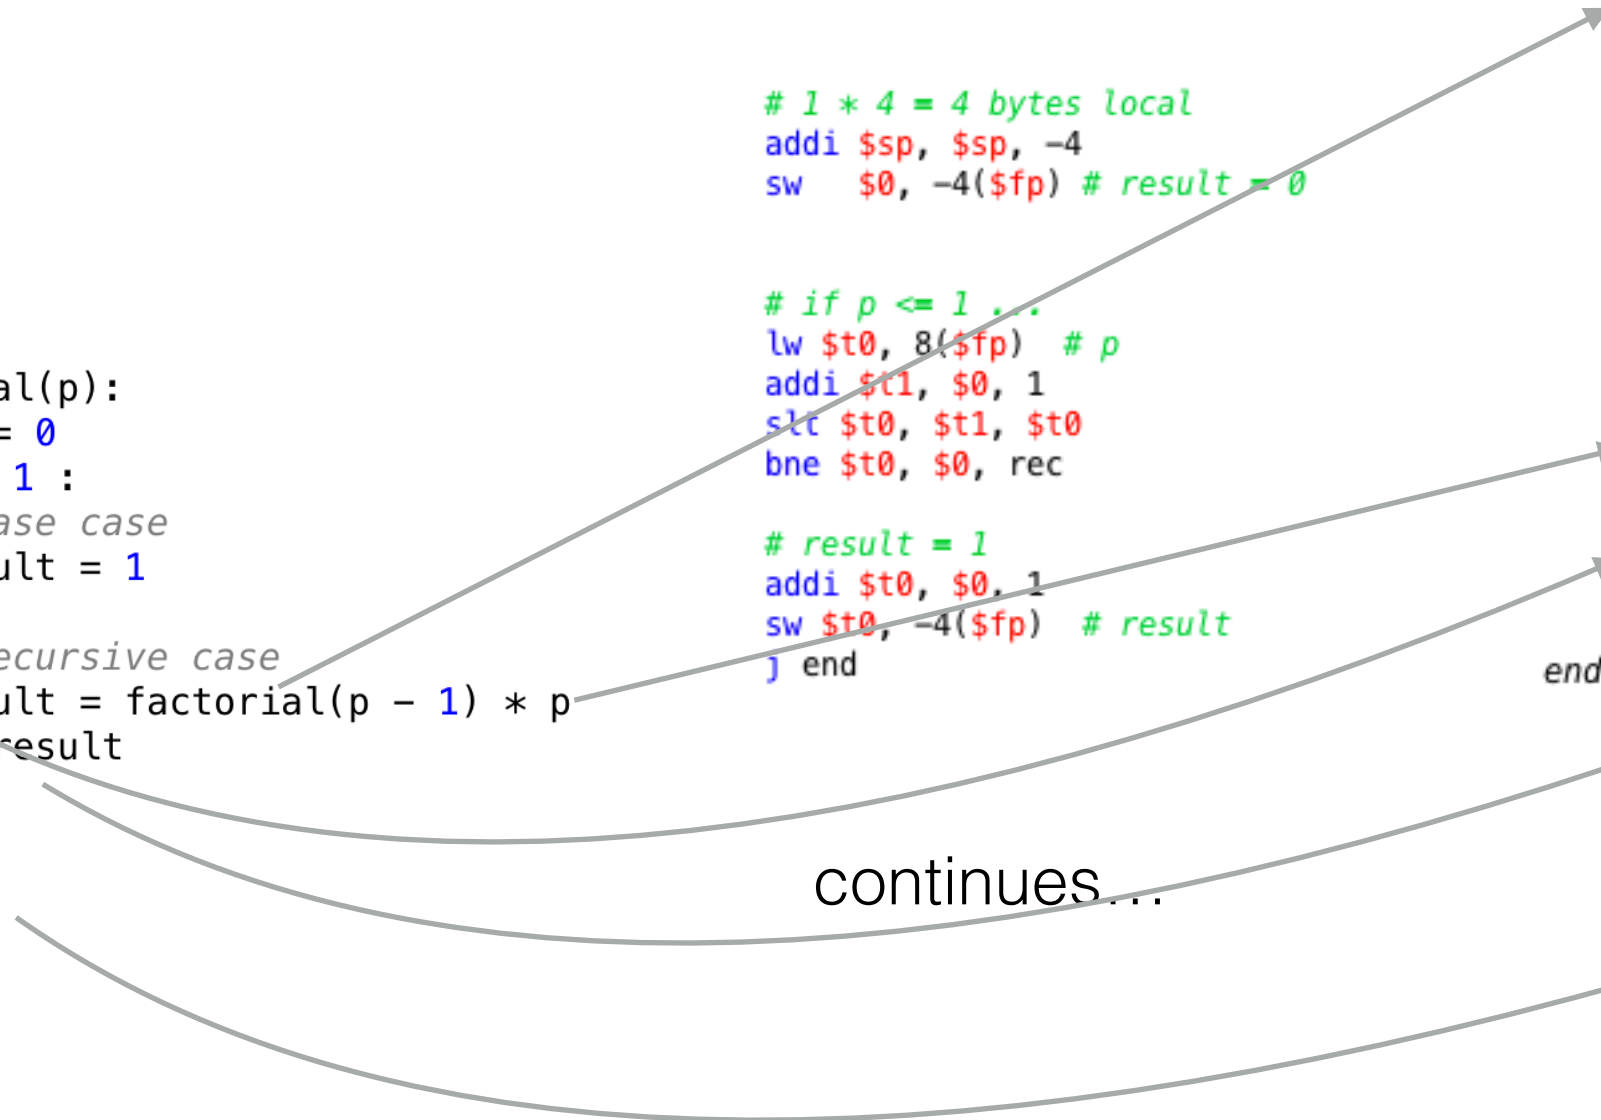 al(p):
= 0
1 :
ase case
ult = 1
ecursive case
ult = factorial(p - 1) * p
result
# 1 * 4 = 4 bytes local
addi $sp, $sp, -4
sw $0, -4($fp) # result = 0
# if p <= 1 ...
lw $t0, 8($fp) # p
addi $t1, $0, 1
slt $t0, $t1, $t0
bne $t0, $0, rec
# result = 1
addi $t0, $0, 1
sw $t0, -4($fp) # result
j end
continues...
end